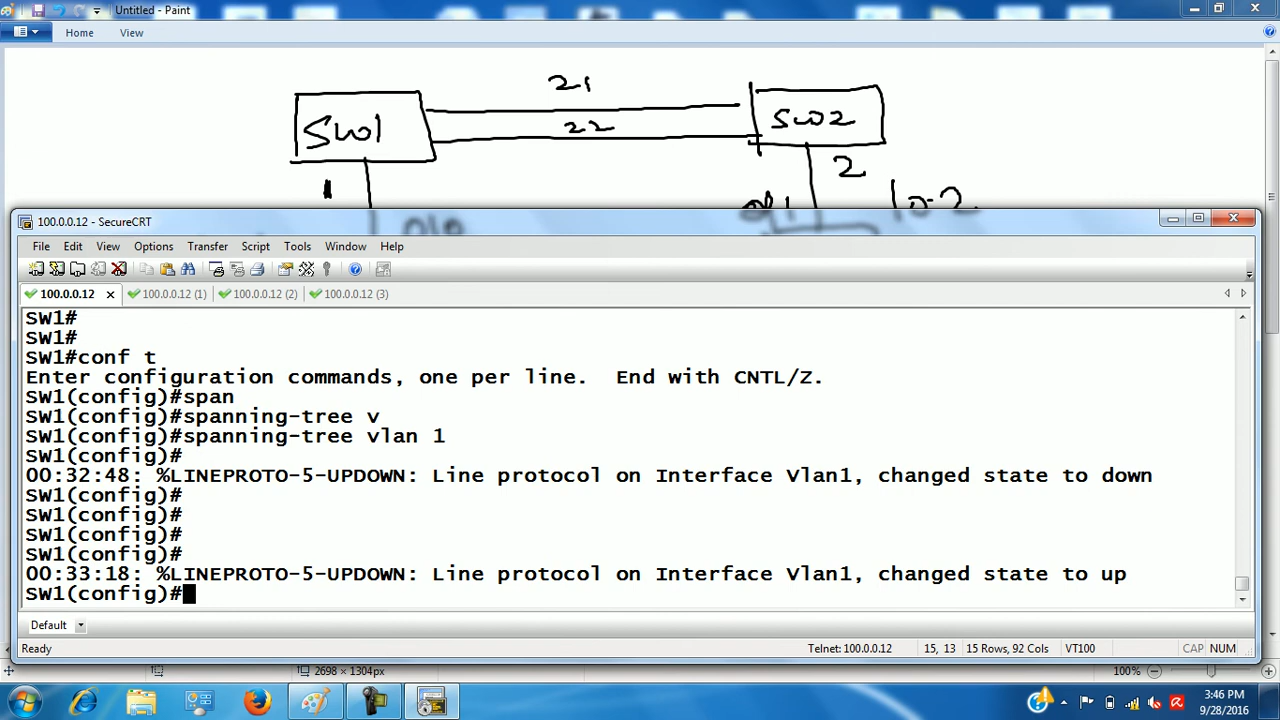 Untitled - Paint
Home View
21
22
SW1
SW2
1
2
10.2
100.0.0.12 - SecureCRT
File Edit View Options Transfer Script Tools Window Help
100.0.0.12 100.0.0.12 (1) 100.0.0.12 (2) 100.0.0.12 (3)
SW1#
SW1#
SW1#conf t
Enter configuration commands, one per line. End with CNTL/Z.
SW1(config)#span
SW1(config)#spanning-tree v
SW1(config)#spanning-tree vlan 1
SW1(config)#
00:32:48: %LINEPROTO-5-UPDOWN: Line protocol on Interface Vlan1, changed state to down
SW1(config)#
SW1(config)#
SW1(config)#
SW1(config)#
00:33:18: %LINEPROTO-5-UPDOWN: Line protocol on Interface Vlan1, changed state to up
SW1(config)#
Default
Ready Telnet: 100.0.0.12 15, 13 15 Rows, 92 Cols VT100 CAP NUM
2698 × 1304px 100%
3:46 PM
9/28/2016